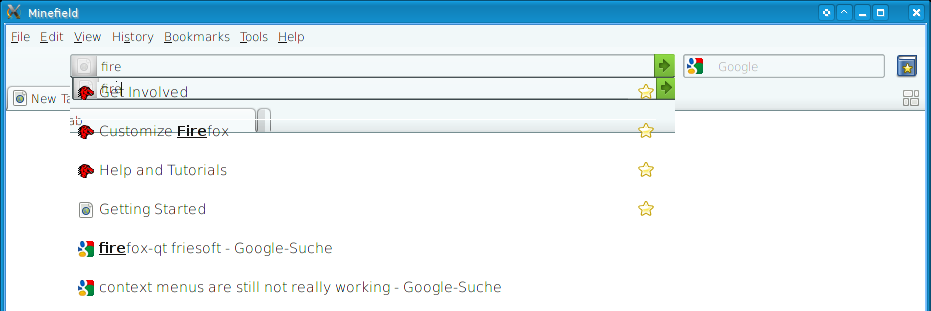 Minefield
File Edit View History Bookmarks Tools Help
fire Google
fire
New Ta
Get Involved
ab
Customize Firefox
Help and Tutorials
Getting Started
firefox-qt friesoft - Google-Suche
context menus are still not really working - Google-Suche